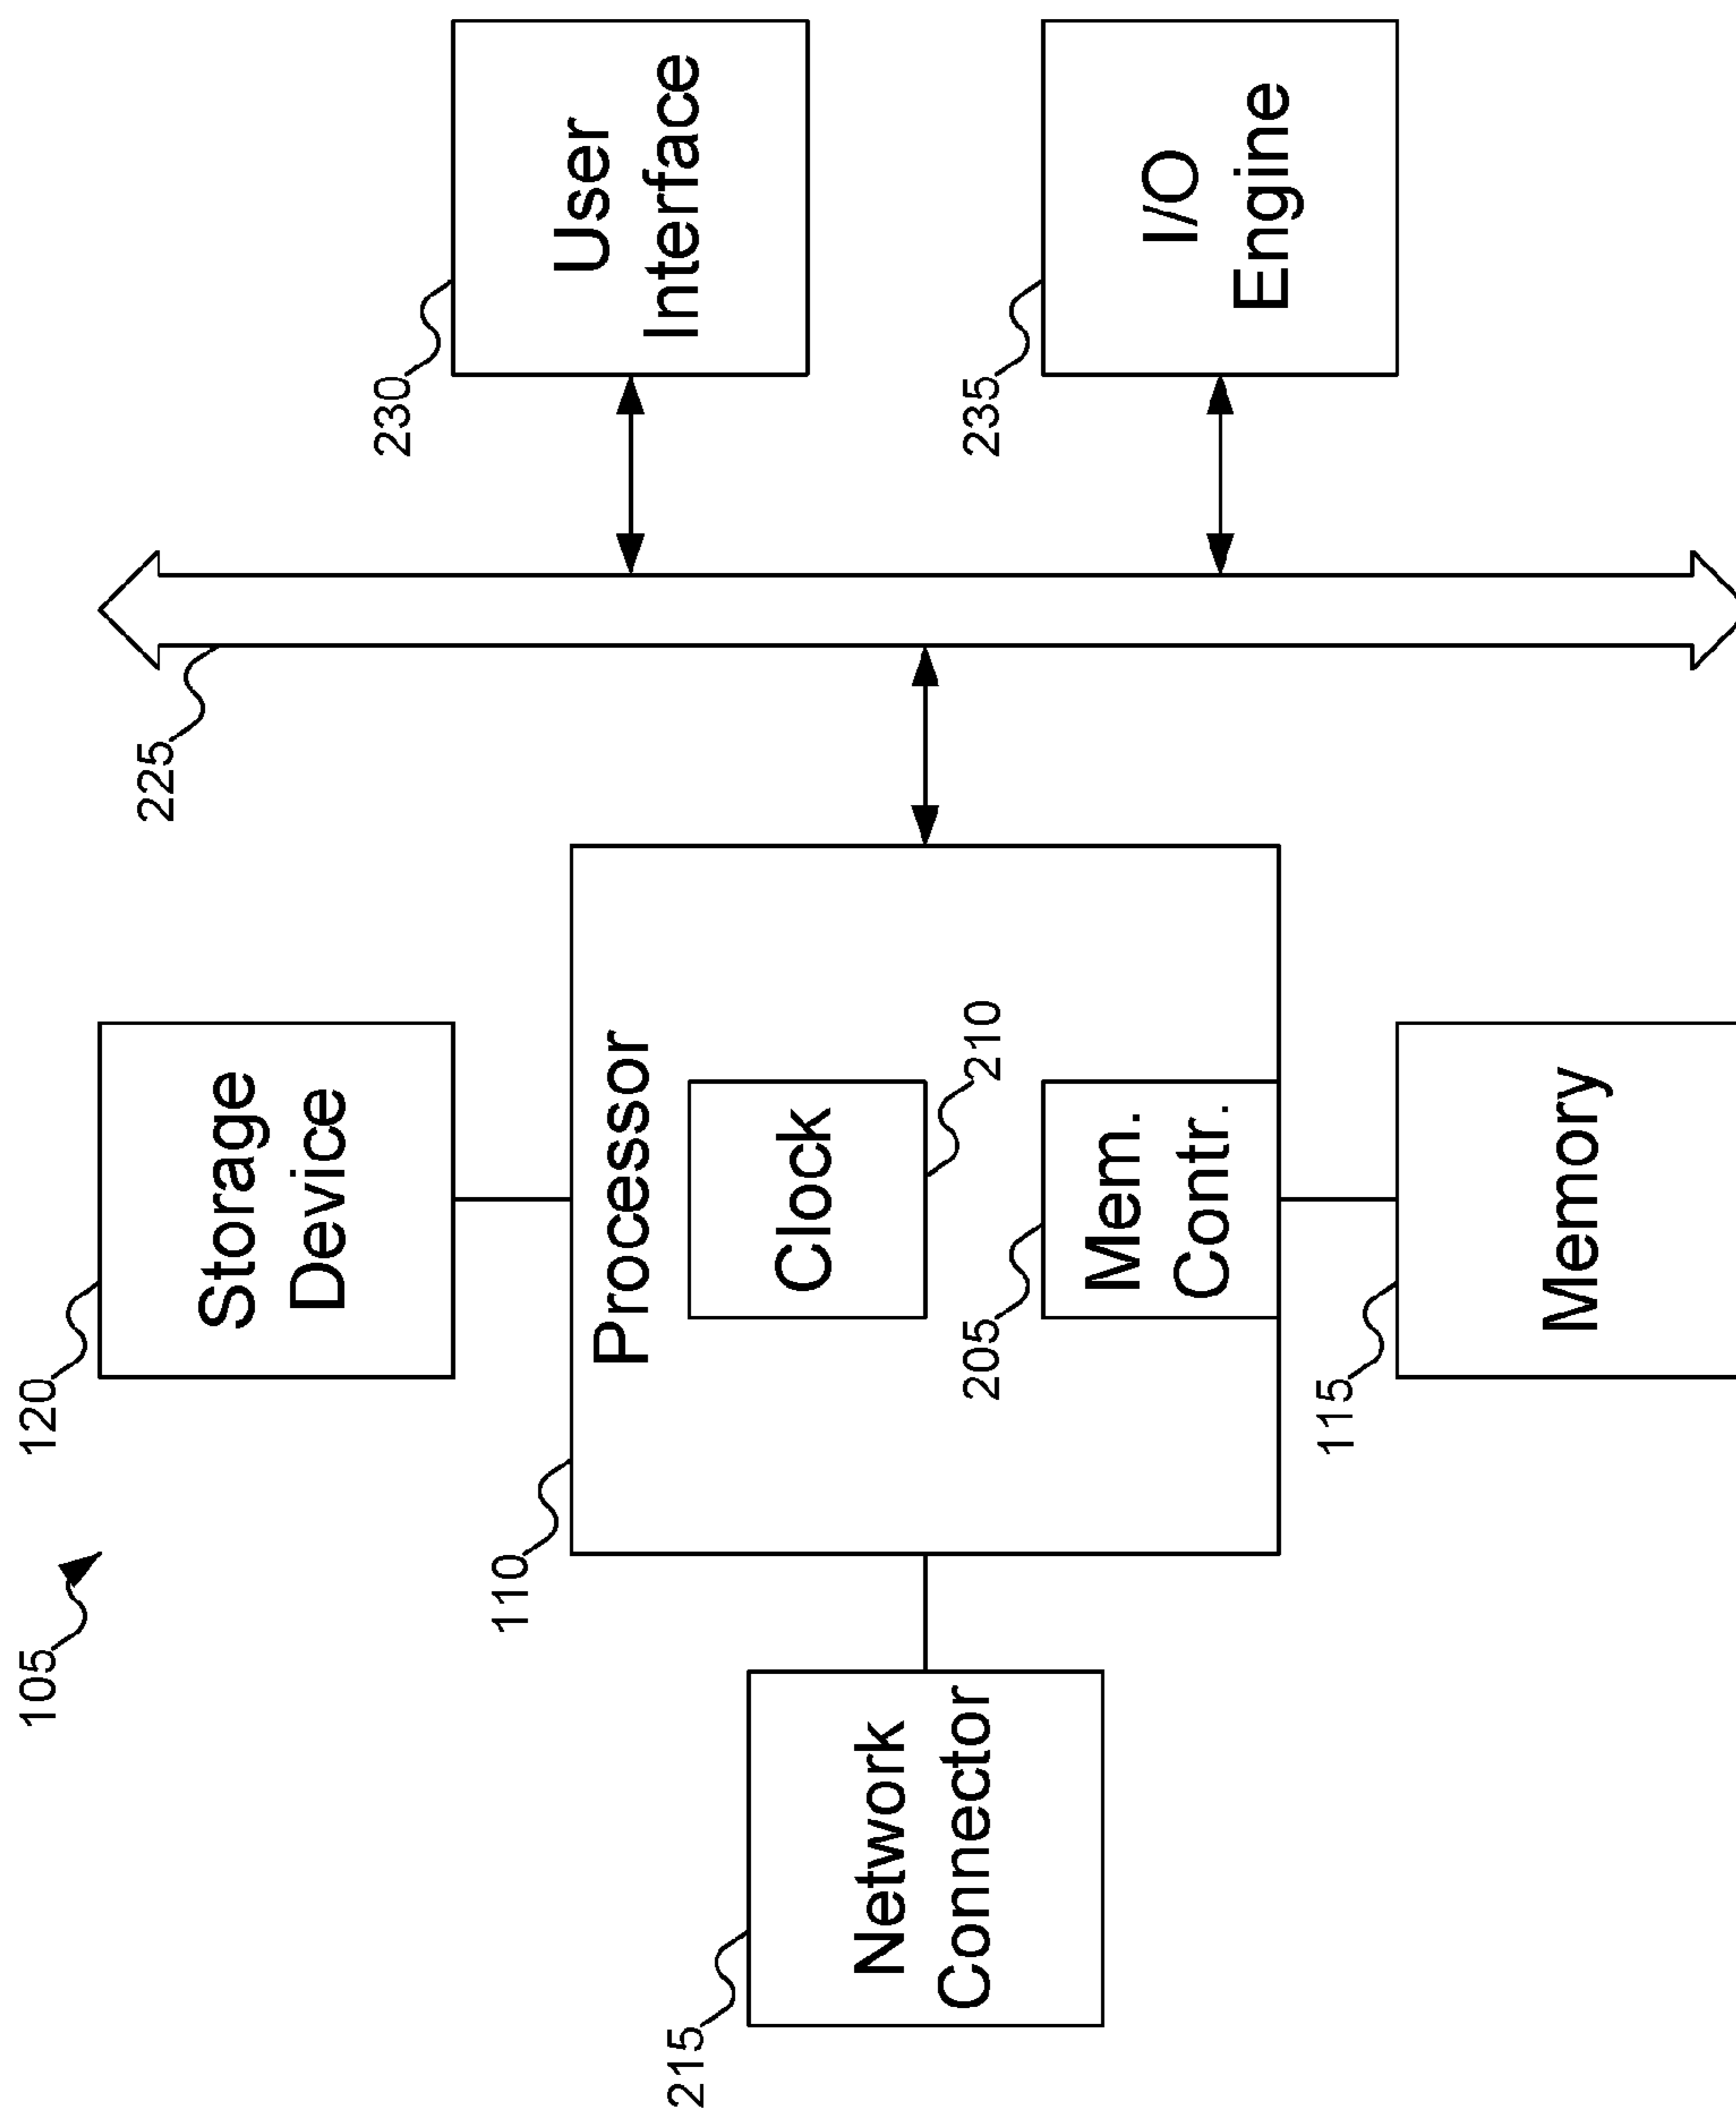 105
120
Storage
Device
110
Processor
Clock
210
205
Mem.
Contr.
115
Memory
215
Network
Connector
225
230
User
Interface
235
I/O
Engine